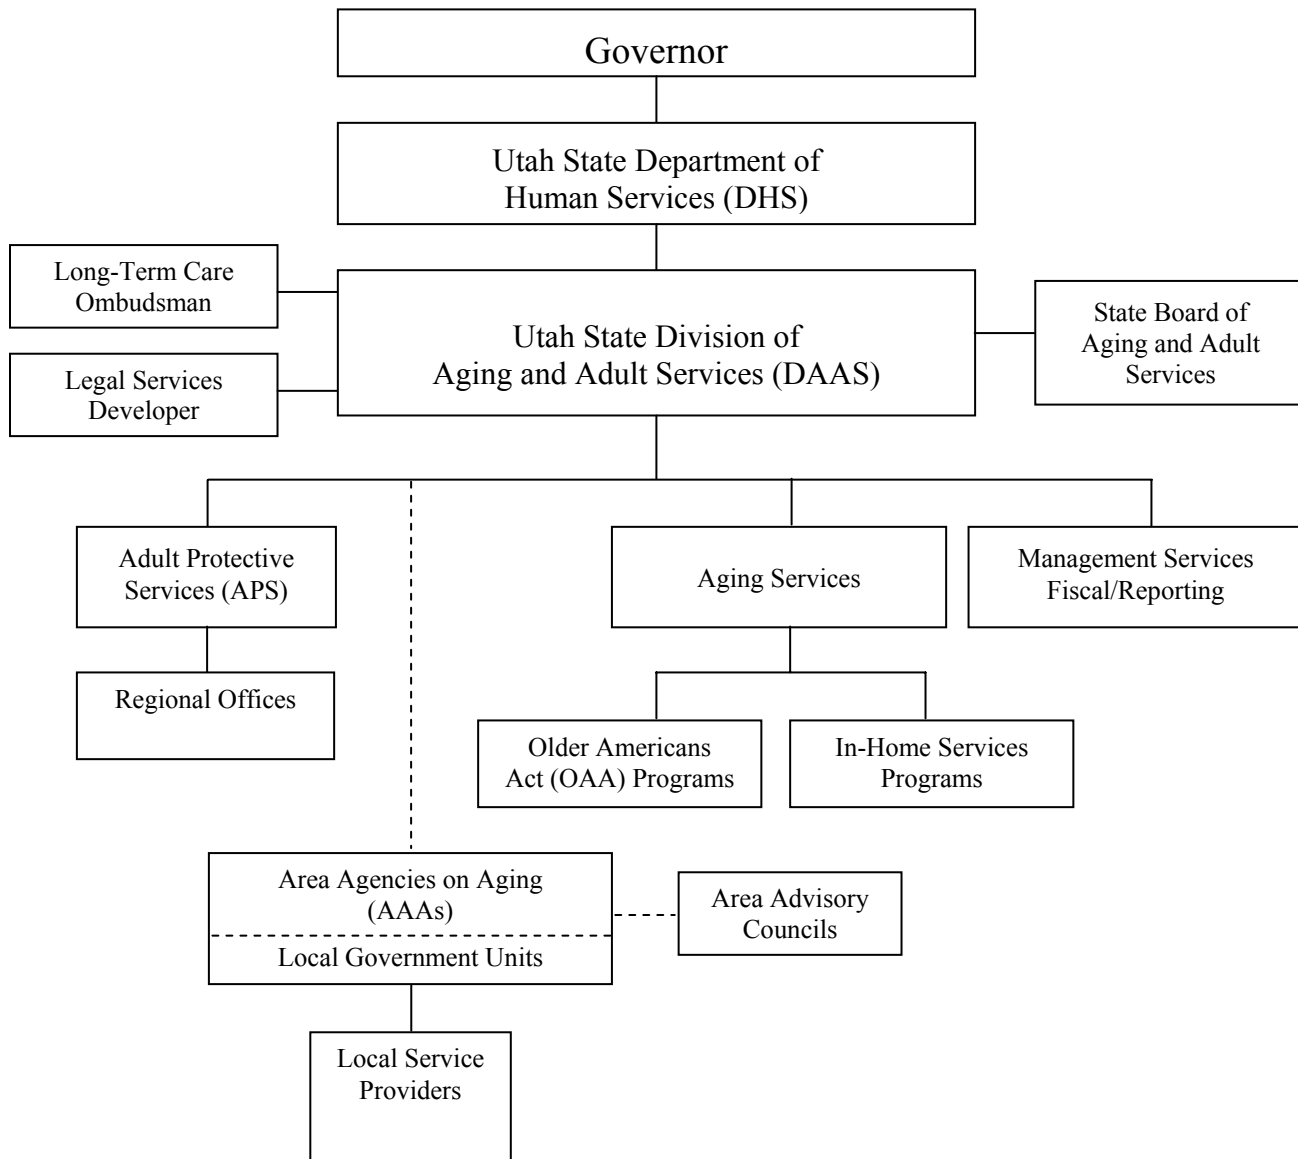 Governor
Utah State Department of
Human Services (DHS)
Long-Term Care
Ombudsman
Legal Services
Developer
Utah State Division of
Aging and Adult Services (DAAS)
State Board of
Aging and Adult
Services
Adult Protective
Services (APS)
Aging Services
Management Services
Fiscal/Reporting
Regional Offices
Older Americans
Act (OAA) Programs
In-Home Services
Programs
Area Agencies on Aging
(AAAs)
Local Government Units
Area Advisory
Councils
Local Service
Providers